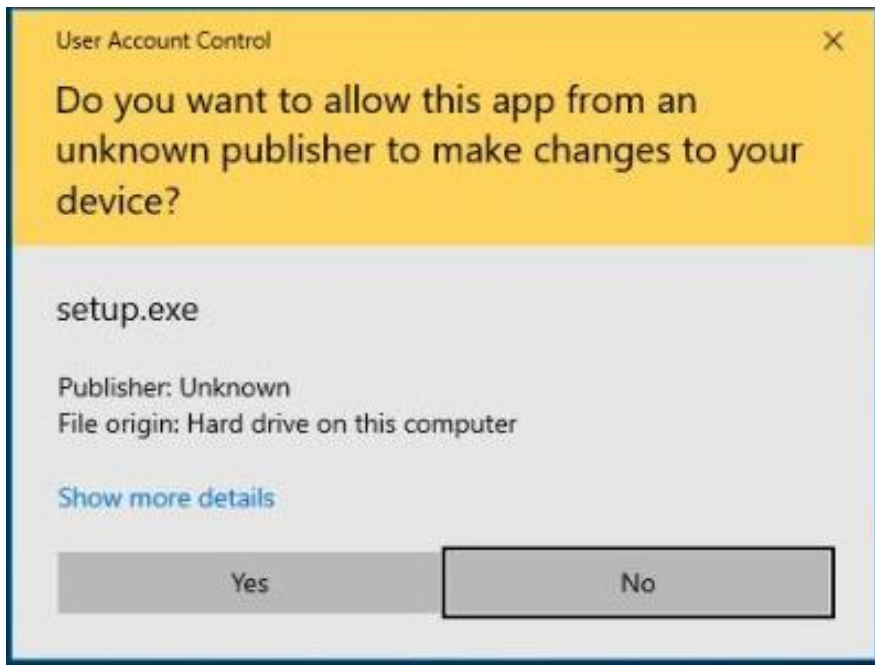 User Account Control
Do you want to allow this app from an
unknown publisher to make changes to your
device?
setup.exe
Publisher: Unknown
File origin: Hard drive on this computer
Show more details
Yes
No